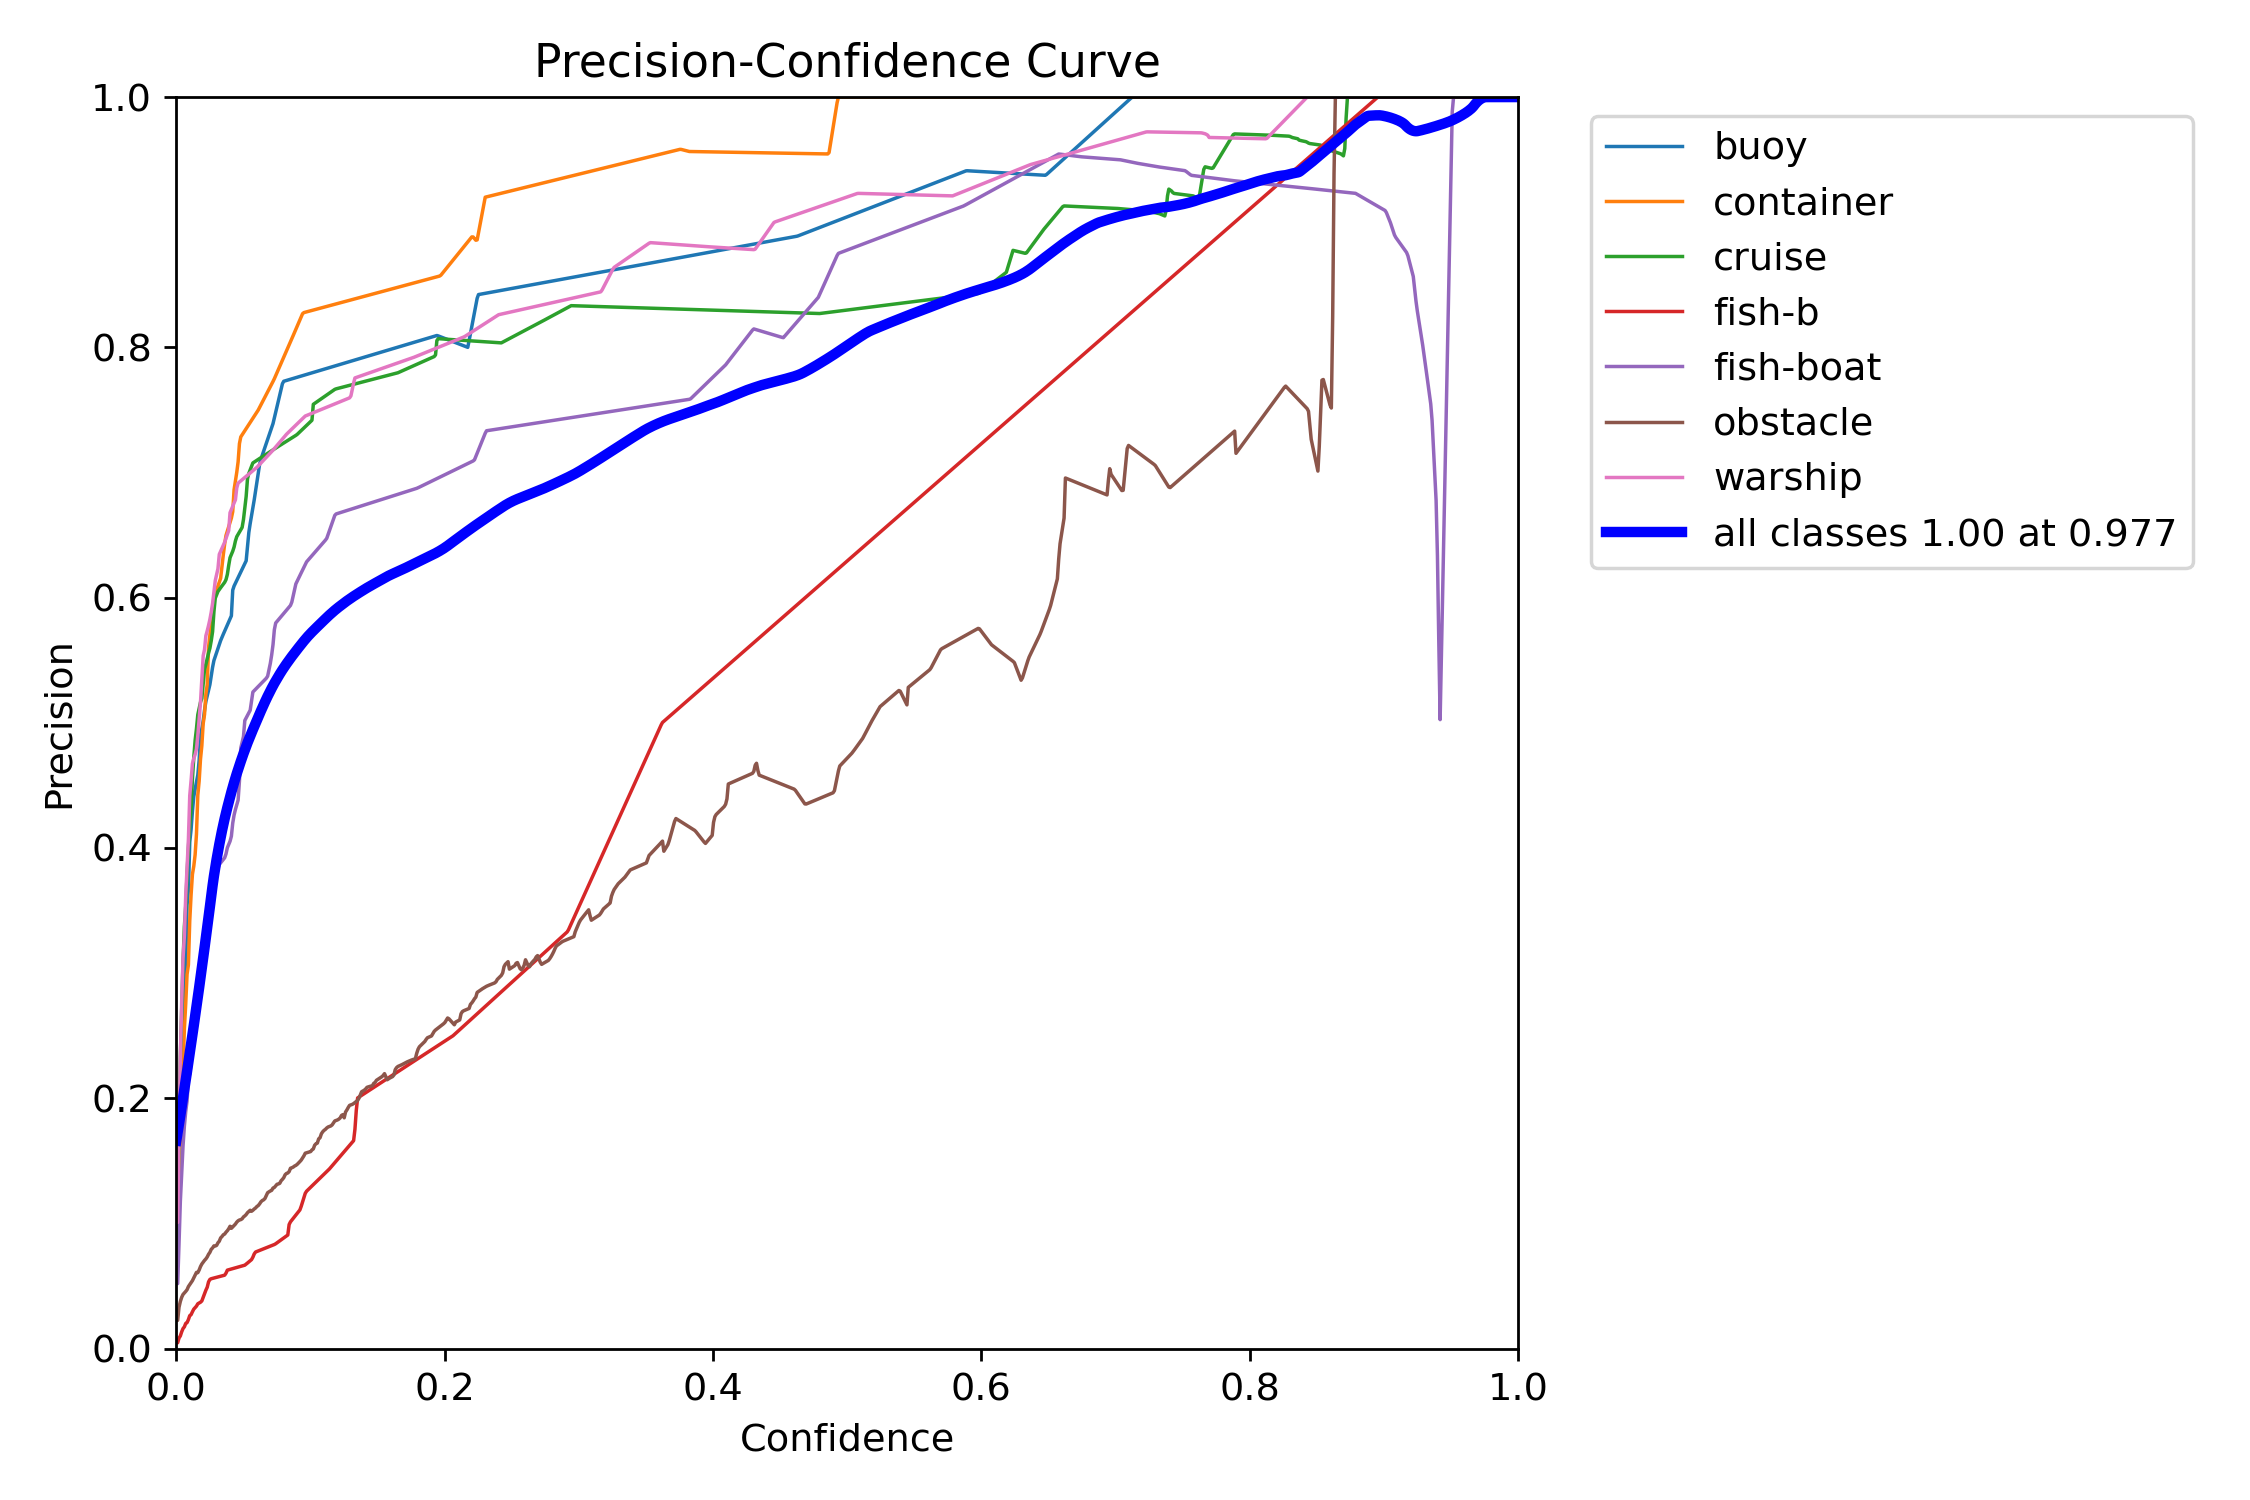 Precision-Confidence Curve
1.0
0.8
0.6
0.4
0.2
0.0
Precision
0.0 0.2 0.4 0.6 0.8 1.0
Confidence
buoy
container
cruise
fish-b
fish-boat
obstacle
warship
all classes 1.00 at 0.977